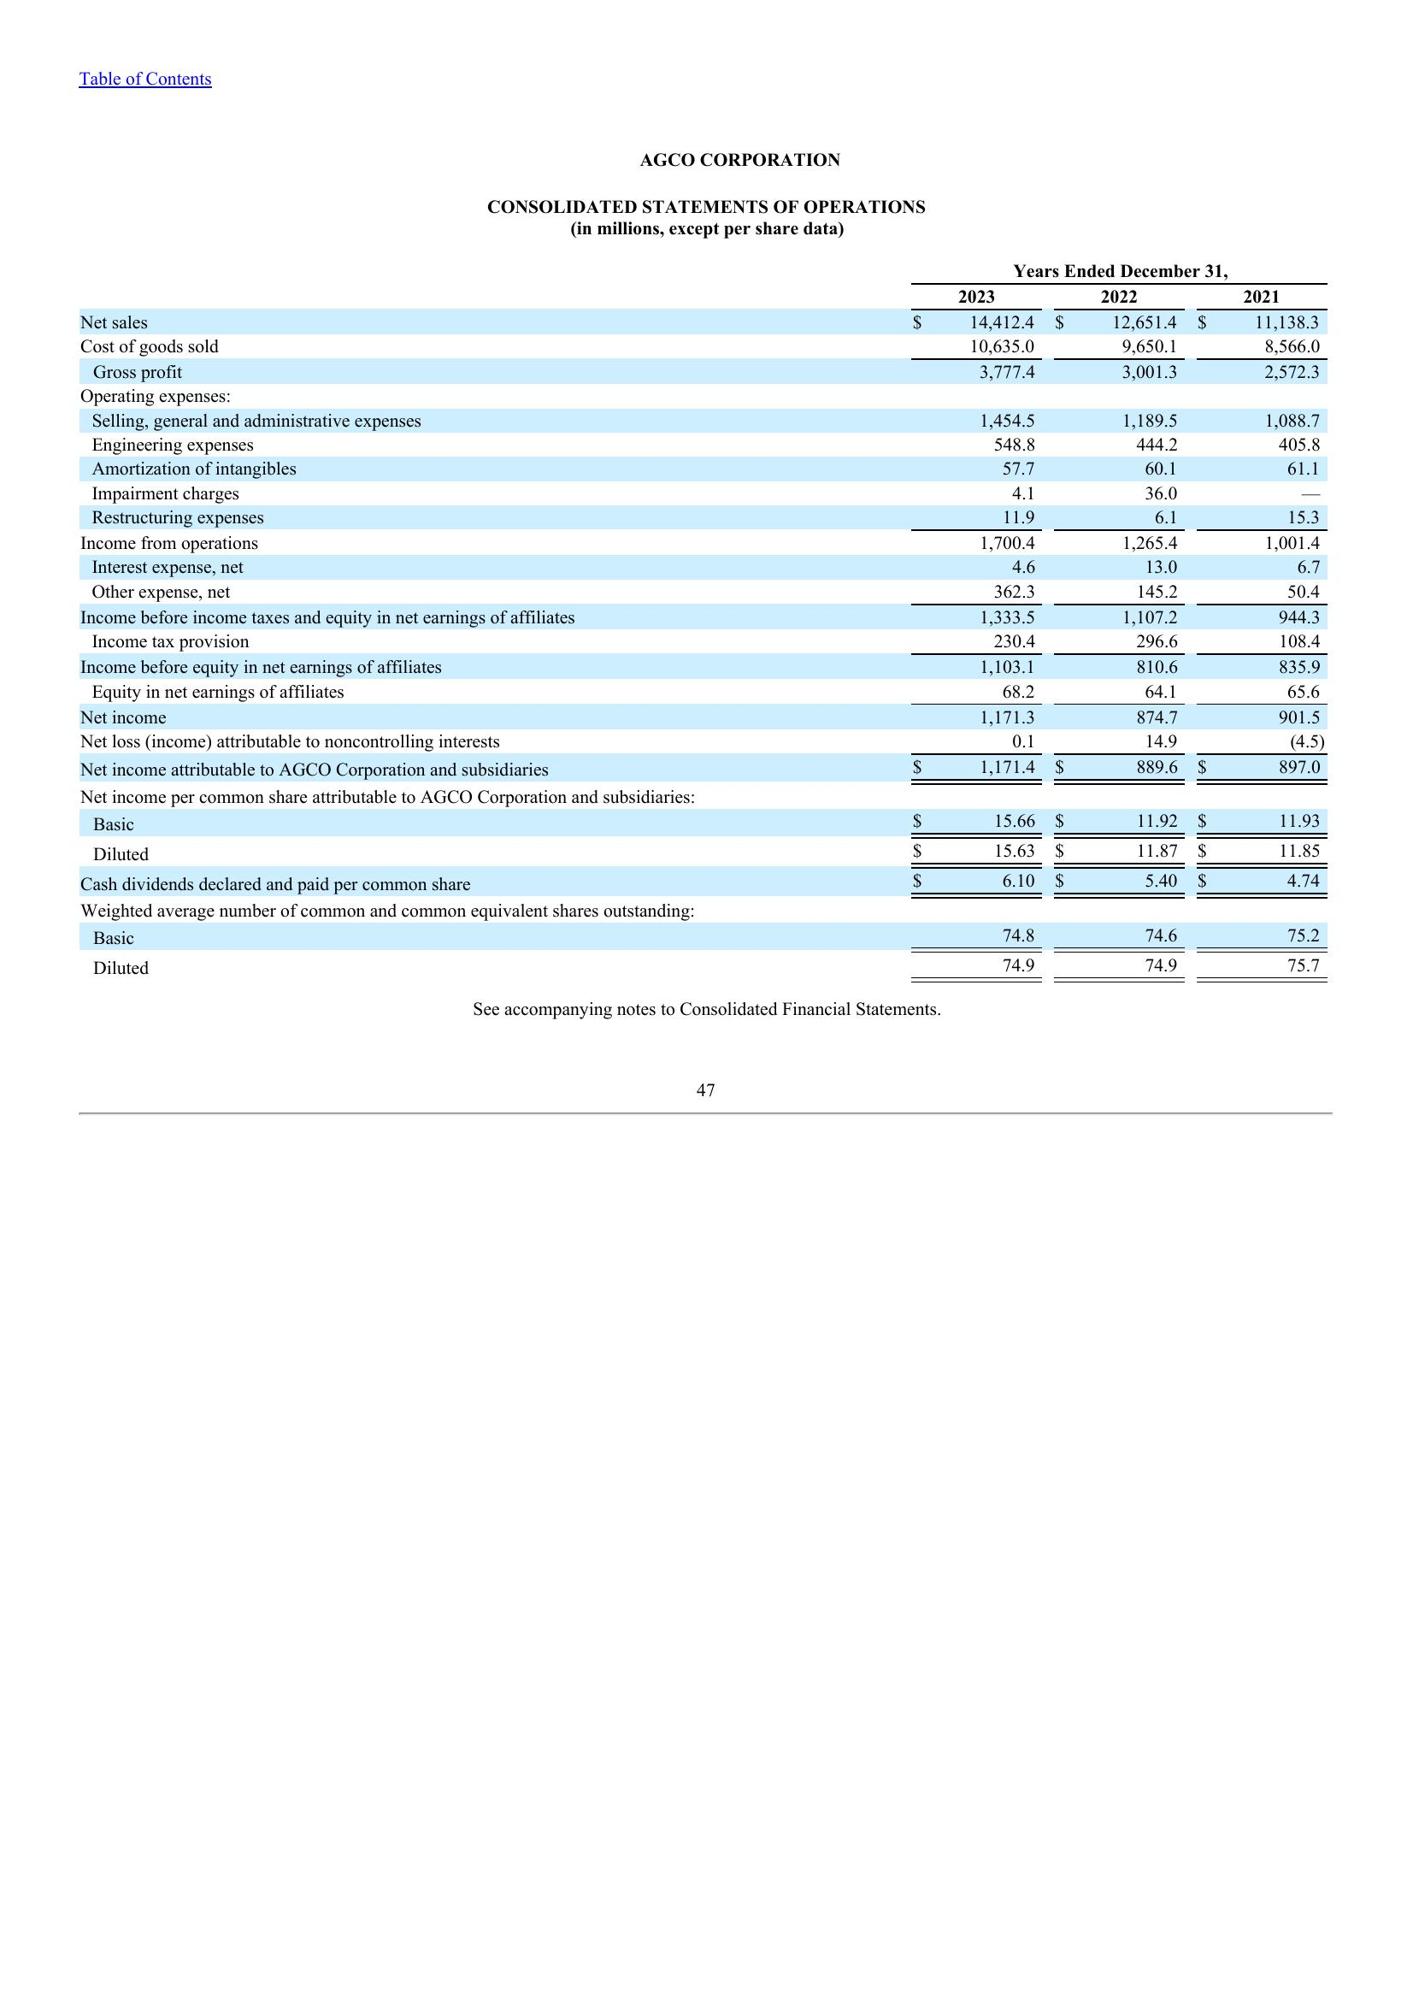 Table of Contents
AGCO CORPORATION
CONSOLIDATED STATEMENTS OF OPERATIONS
(in millions, except per share data)
Years Ended December 31,
2023 2022 2021
Net sales $ 14,412.4 $ 12,651.4 $ 11,138.3
Cost of goods sold 10,635.0 9,650.1 8,566.0
Gross profit 3,777.4 3,001.3 2,572.3
Operating expenses:
Selling, general and administrative expenses 1,454.5 1,189.5 1,088.7
Engineering expenses 548.8 444.2 405.8
Amortization of intangibles 57.7 60.1 61.1
Impairment charges 4.1 36.0 —
Restructuring expenses 11.9 6.1 15.3
Income from operations 1,700.4 1,265.4 1,001.4
Interest expense, net 4.6 13.0 6.7
Other expense, net 362.3 145.2 50.4
Income before income taxes and equity in net earnings of affiliates 1,333.5 1,107.2 944.3
Income tax provision 230.4 296.6 108.4
Income before equity in net earnings of affiliates 1,103.1 810.6 835.9
Equity in net earnings of affiliates 68.2 64.1 65.6
Net income 1,171.3 874.7 901.5
Net loss (income) attributable to noncontrolling interests 0.1 14.9 (4.5)
Net income attributable to AGCO Corporation and subsidiaries $ 1,171.4 $ 889.6 $ 897.0
Net income per common share attributable to AGCO Corporation and subsidiaries:
Basic $ 15.66 $ 11.92 $ 11.93
Diluted $ 15.63 $ 11.87 $ 11.85
Cash dividends declared and paid per common share $ 6.10 $ 5.40 $ 4.74
Weighted average number of common and common equivalent shares outstanding:
Basic 74.8 74.6 75.2
Diluted 74.9 74.9 75.7
See accompanying notes to Consolidated Financial Statements.
47